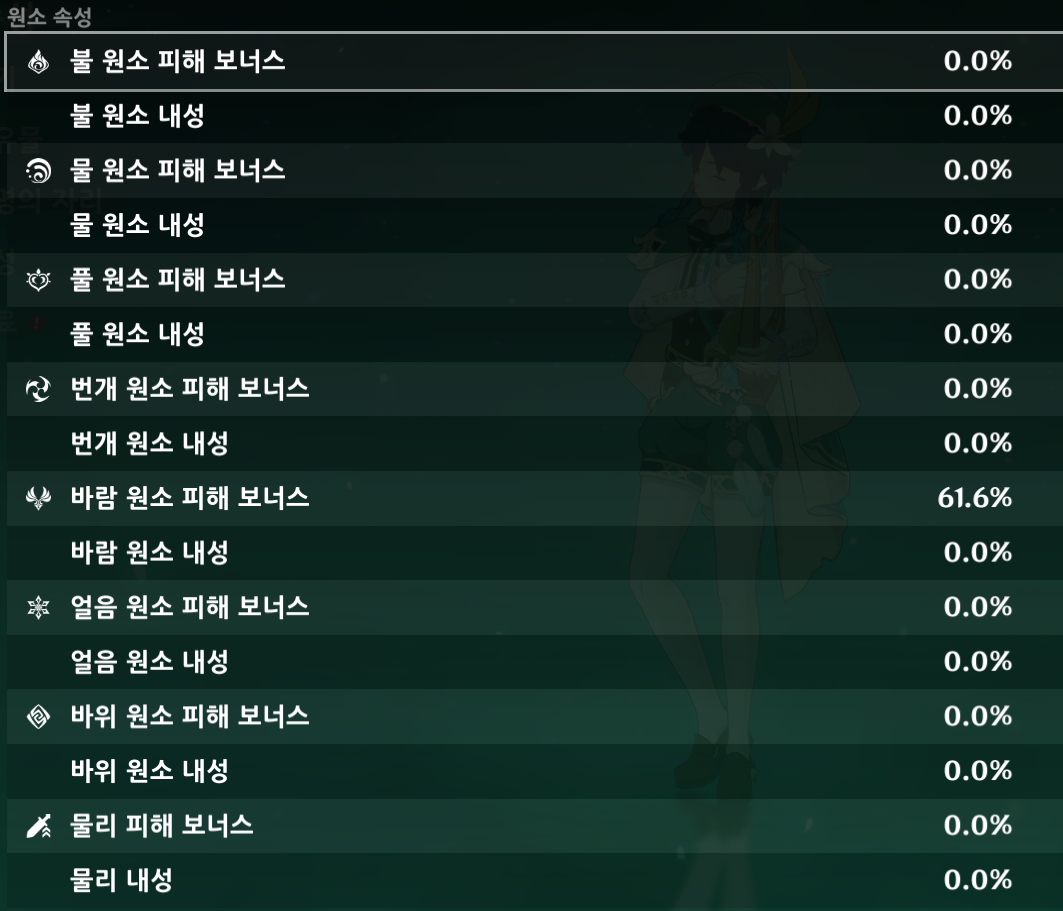 원소 속성
불 원소 피해 보너스 0.0%
불 원소 내성 0.0%
물 원소 피해 보너스 0.0%
물 원소 내성 0.0%
풀 원소 피해 보너스 0.0%
풀 원소 내성 0.0%
번개 원소 피해 보너스 0.0%
번개 원소 내성 0.0%
바람 원소 피해 보너스 61.6%
바람 원소 내성 0.0%
얼음 원소 피해 보너스 0.0%
얼음 원소 내성 0.0%
바위 원소 피해 보너스 0.0%
바위 원소 내성 0.0%
물리 피해 보너스 0.0%
물리 내성 0.0%